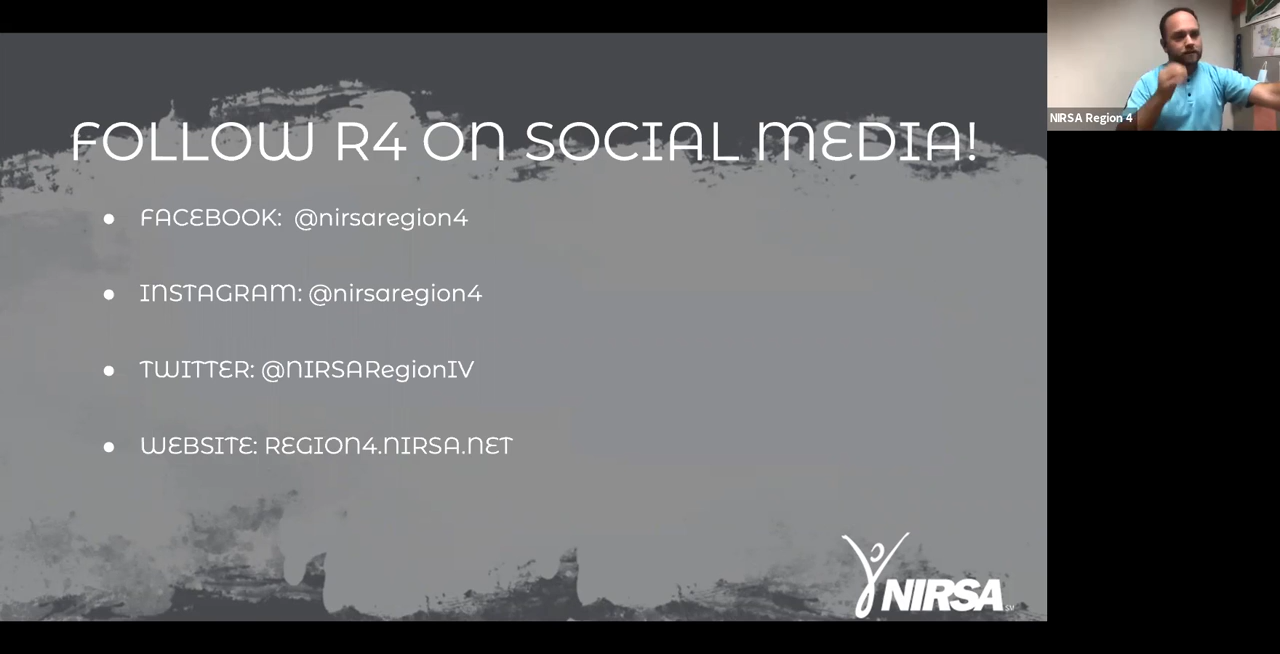 FOLLOW R4 ON SOCIAL MEDIA!
● FACEBOOK: @nirsaregion4
● INSTAGRAM: @nirsaregion4
● TWITTER: @NIRSARegionIV
● WEBSITE: REGION4.NIRSA.NET
NIRSA SM
NIRSA Region 4